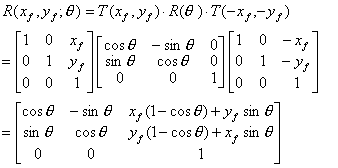 R(x_f, y_f; θ) = T(x_f, y_f) · R(θ) · T(-x_f, -y_f)
= [1 0 x_f; 0 1 y_f; 0 0 1] [cos θ -sin θ 0; sin θ cos θ 0; 0 0 1] [1 0 -x_f; 0 1 -y_f; 0 0 1]
= [cos θ -sin θ x_f (1-cos θ) + y_f sin θ; sin θ cos θ y_f (1-cos θ) + x_f sin θ; 0 0 1]